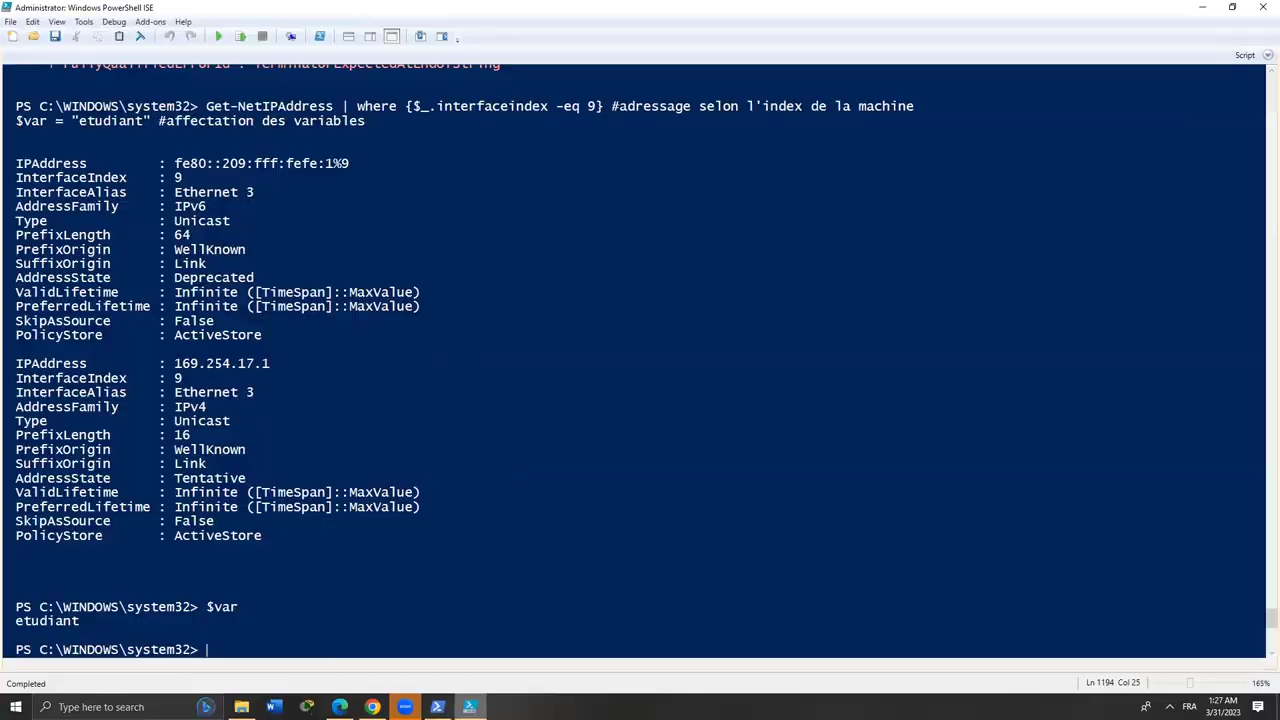 Administrator: Windows PowerShell ISE
File Edit View Tools Debug Add-ons Help
Script
+ FullyQualifiedErrorId : TerminatorExpectedAtEndOfString
PS C:\WINDOWS\system32> Get-NetIPAddress | where {$_.interfaceindex -eq 9} #adressage selon l'index de la machine
$var = "etudiant" #affectation des variables
IPAddress : fe80::209:fff:fefe:1%9
InterfaceIndex : 9
InterfaceAlias : Ethernet 3
AddressFamily : IPv6
Type : Unicast
PrefixLength : 64
PrefixOrigin : WellKnown
SuffixOrigin : Link
AddressState : Deprecated
ValidLifetime : Infinite ([TimeSpan]::MaxValue)
PreferredLifetime : Infinite ([TimeSpan]::MaxValue)
SkipAsSource : False
PolicyStore : ActiveStore
IPAddress : 169.254.17.1
InterfaceIndex : 9
InterfaceAlias : Ethernet 3
AddressFamily : IPv4
Type : Unicast
PrefixLength : 16
PrefixOrigin : WellKnown
SuffixOrigin : Link
AddressState : Tentative
ValidLifetime : Infinite ([TimeSpan]::MaxValue)
PreferredLifetime : Infinite ([TimeSpan]::MaxValue)
SkipAsSource : False
PolicyStore : ActiveStore
PS C:\WINDOWS\system32> $var
etudiant
PS C:\WINDOWS\system32>
Completed
Ln 1194 Col 25
165%
Type here to search
zoom
FRA
1:27 AM
3/31/2023